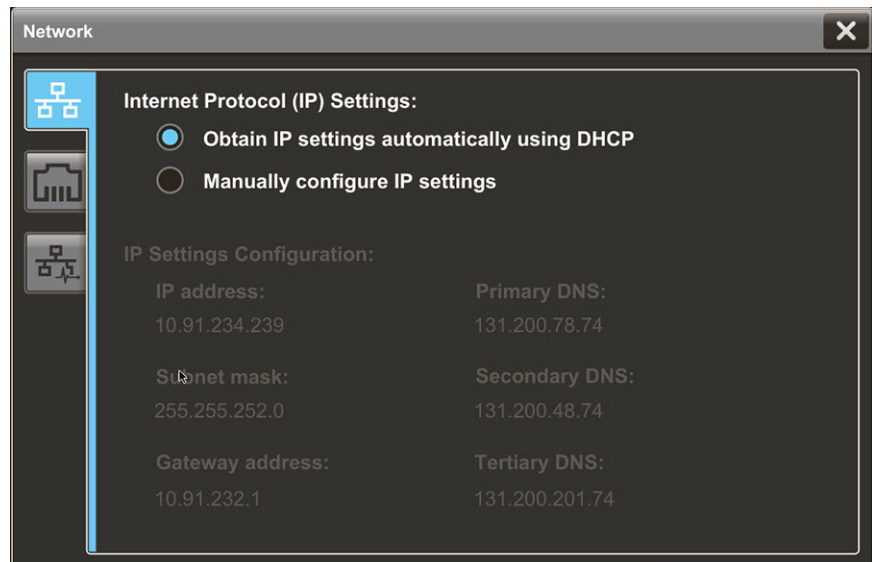 Network
Internet Protocol (IP) Settings:
Obtain IP settings automatically using DHCP
Manually configure IP settings
IP Settings Configuration:
IP address:
10.91.234.239
Primary DNS:
131.200.78.74
Subnet mask:
255.255.252.0
Secondary DNS:
131.200.48.74
Gateway address:
10.91.232.1
Tertiary DNS:
131.200.201.74